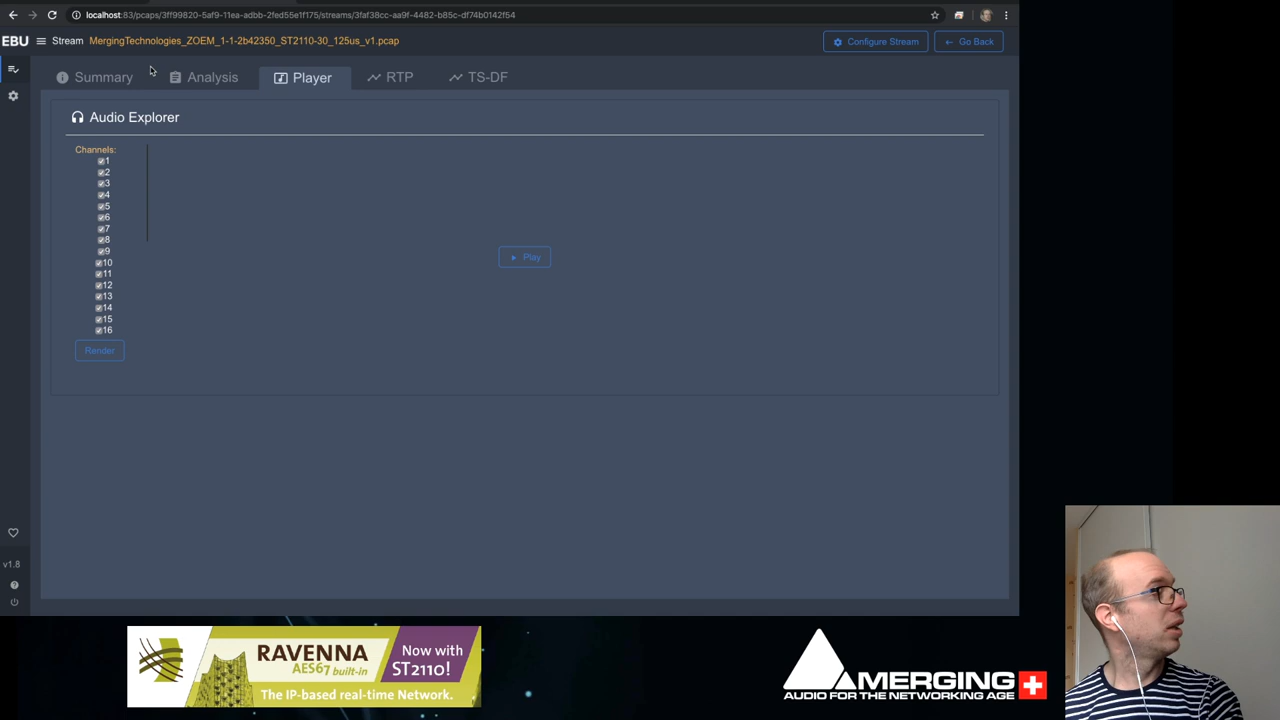 localhost:83/pcaps/3ff99820-5af9-11ea-adbb-2fed55e1f175/streams/3faf38cc-aa9f-4482-b85c-df74b0142f54
EBU Stream MergingTechnologies_ZOEM_1-1-2b42350_ST2110-30_125us_v1.pcap Configure Stream Go Back
Summary Analysis Player RTP TS-DF
Audio Explorer
Channels:
1
2
3
4
5
6
7
8
9
10
11
12
13
14
15
16
Play
Render
v1.8
RAVENNA
AES67 built-in
The IP-based real-time Network.
Now with
ST2110!
MERGING
AUDIO FOR THE NETWORKING AGE